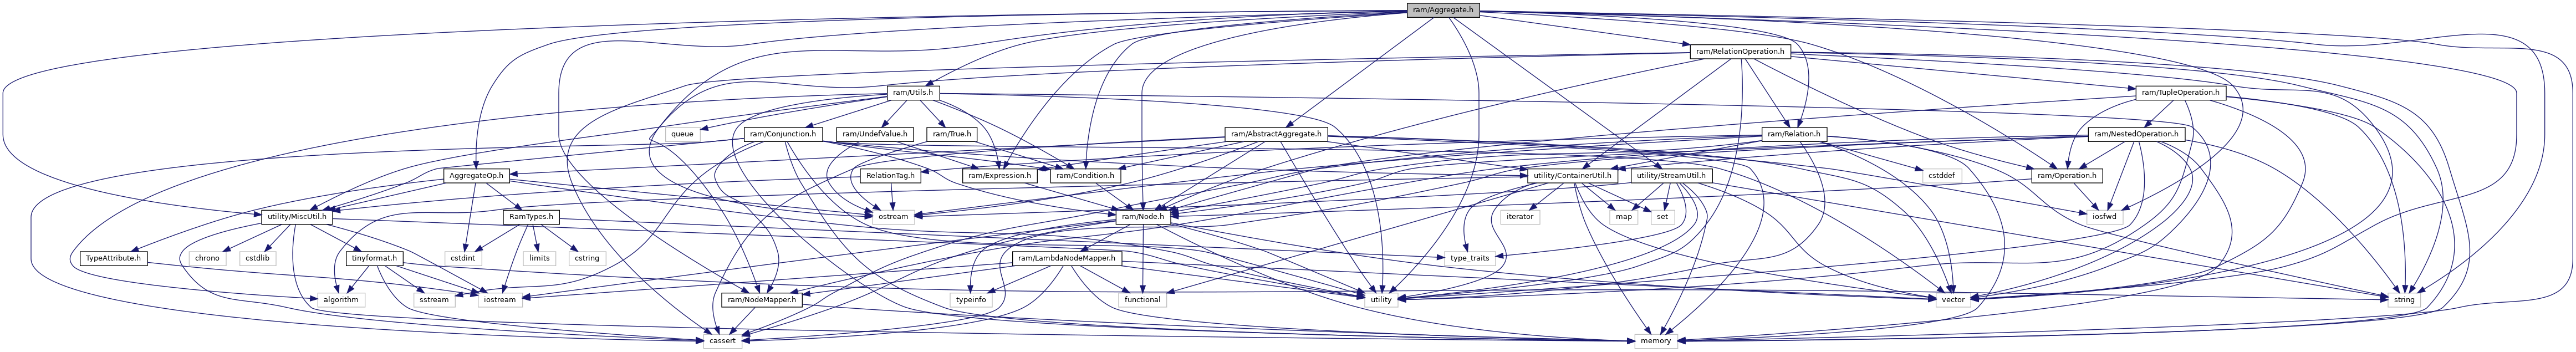 ram/Aggregate.h
ram/RelationOperation.h
ram/Utils.h
ram/TupleOperation.h
queue
ram/Conjunction.h
ram/UndefValue.h
ram/True.h
ram/AbstractAggregate.h
ram/Relation.h
ram/NestedOperation.h
AggregateOp.h
RelationTag.h
ram/Expression.h
ram/Condition.h
utility/ContainerUtil.h
utility/StreamUtil.h
cstddef
ram/Operation.h
utility/MiscUtil.h
RamTypes.h
ostream
ram/Node.h
iterator
map
set
iosfwd
TypeAttribute.h
chrono
cstdlib
tinyformat.h
cstdint
limits
cstring
ram/LambdaNodeMapper.h
type_traits
algorithm
sstream
iostream
ram/NodeMapper.h
typeinfo
functional
utility
vector
string
cassert
memory